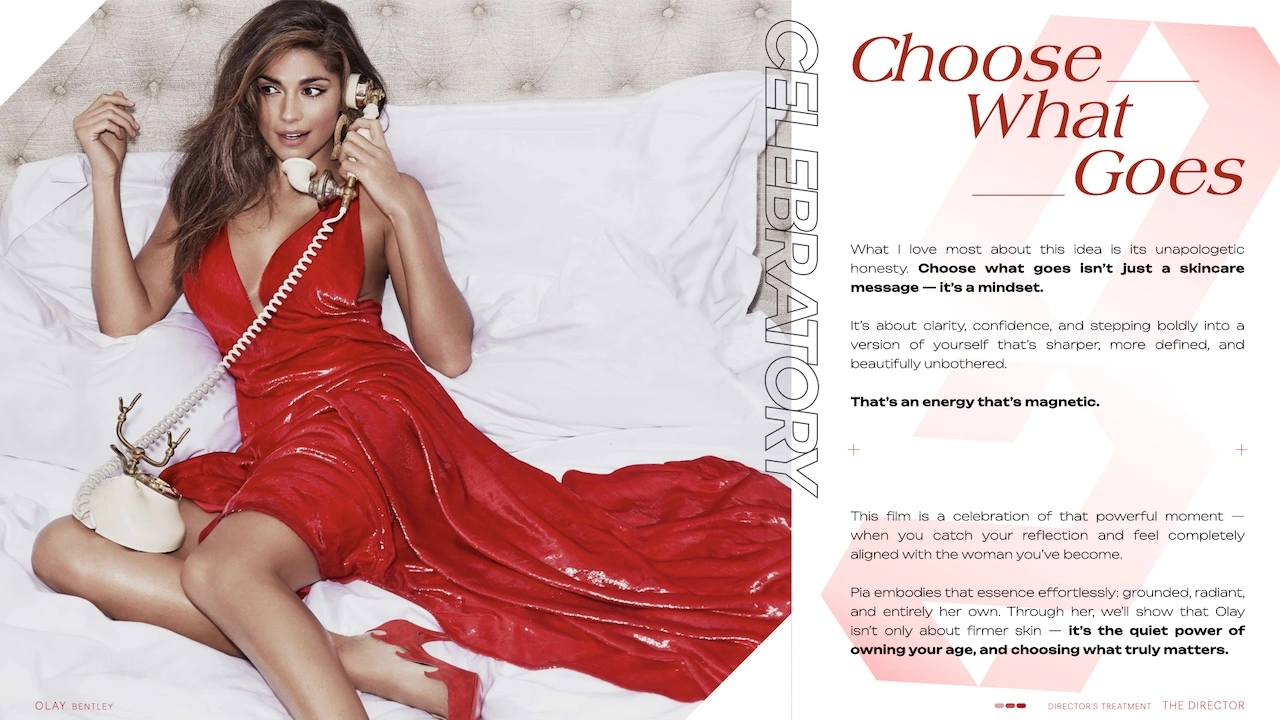 CELEBRATORY
Choose
What
Goes
What I love most about this idea is its unapologetic
honesty. Choose what goes isn’t just a skincare
message — it’s a mindset.
It’s about clarity, confidence, and stepping boldly into a
version of yourself that’s sharper, more defined, and
beautifully unbothered.
That’s an energy that’s magnetic.
This film is a celebration of that powerful moment —
when you catch your reflection and feel completely
aligned with the woman you’ve become.
Pia embodies that essence effortlessly: grounded, radiant,
and entirely her own. Through her, we’ll show that Olay
isn’t only about firmer skin — it’s the quiet power of
owning your age, and choosing what truly matters.
OLAY BENTLEY
DIRECTOR’S TREATMENT THE DIRECTOR